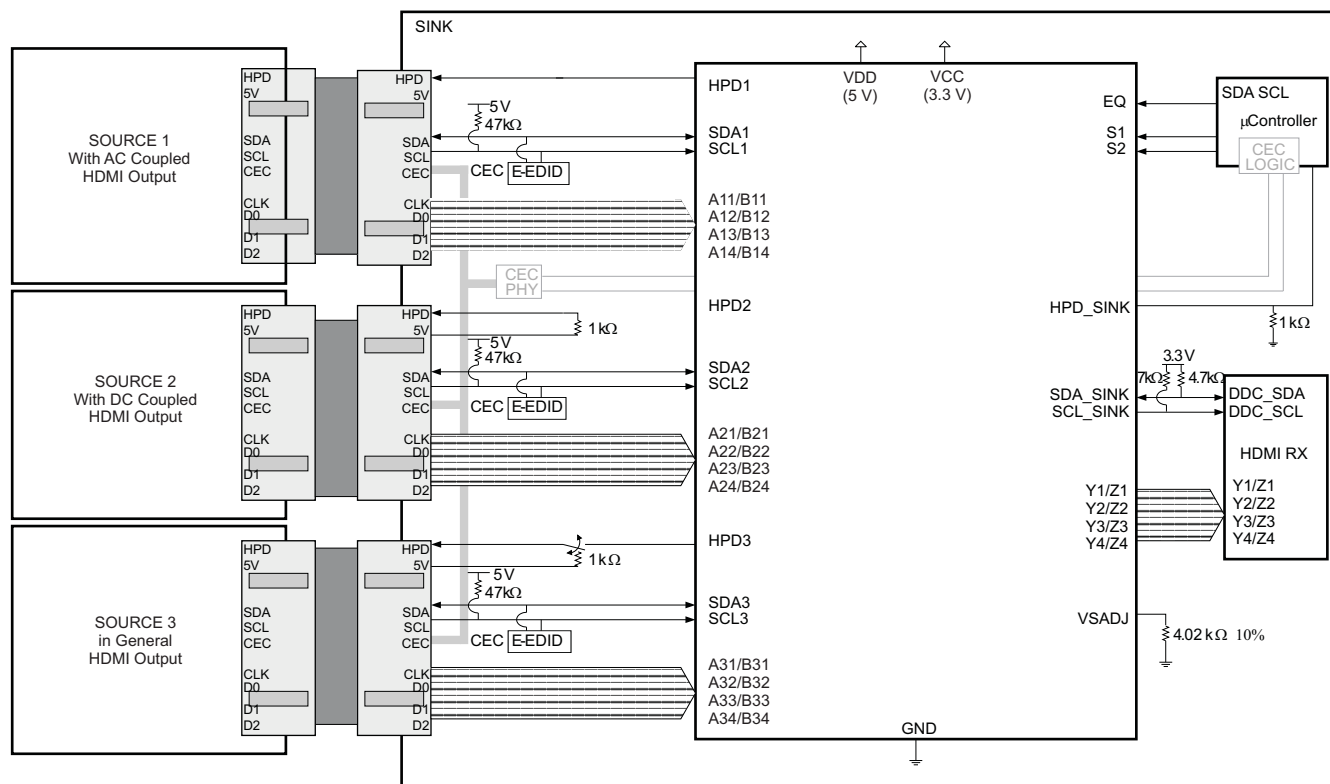 SINK
SOURCE 1
With AC Coupled
HDMI Output
HPD
5V
SDA
SCL
CEC
CLK
D0
D1
D2
HPD
5V
SDA
SCL
CEC
CLK
D0
D1
D2
5V
47kΩ
CEC
E-EDID
SOURCE 2
With DC Coupled
HDMI Output
HPD
5V
SDA
SCL
CEC
CLK
D0
D1
D2
HPD
5V
SDA
SCL
CEC
CLK
D0
D1
D2
1kΩ
5V
47kΩ
CEC
E-EDID
SOURCE 3
in General
HDMI Output
HPD
5V
SDA
SCL
CEC
CLK
D0
D1
D2
HPD
5V
SDA
SCL
CEC
CLK
D0
D1
D2
1kΩ
5V
47kΩ
CEC
E-EDID
CEC
PHY
HPD1
SDA1
SCL1
A11/B11
A12/B12
A13/B13
A14/B14
HPD2
SDA2
SCL2
A21/B21
A22/B22
A23/B23
A24/B24
HPD3
SDA3
SCL3
A31/B31
A32/B32
A33/B33
A34/B34
VDD
(5 V)
VCC
(3.3 V)
GND
EQ
S1
S2
HPD_SINK
SDA_SINK
SCL_SINK
Y1/Z1
Y2/Z2
Y3/Z3
Y4/Z4
VSADJ
SDA SCL
µController
CEC
LOGIC
1kΩ
3.3V
7kΩ
4.7kΩ
DDC_SDA
DDC_SCL
HDMI RX
Y1/Z1
Y2/Z2
Y3/Z3
Y4/Z4
4.02 kΩ 10%